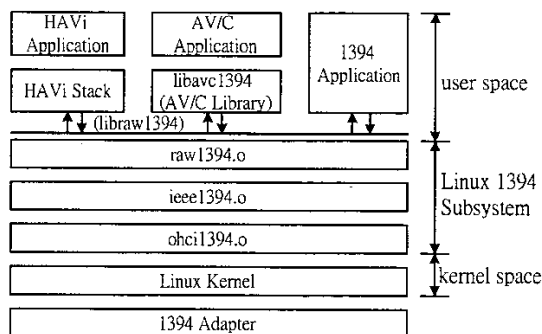 HAVi
Application
AV/C
Application
1394
Application
HAVi Stack
libavc1394
(AV/C Library)
(libraw1394)
user space
raw1394.o
ieee1394.o
ohci1394.o
Linux 1394
Subsystem
Linux Kernel
kernel space
1394 Adapter